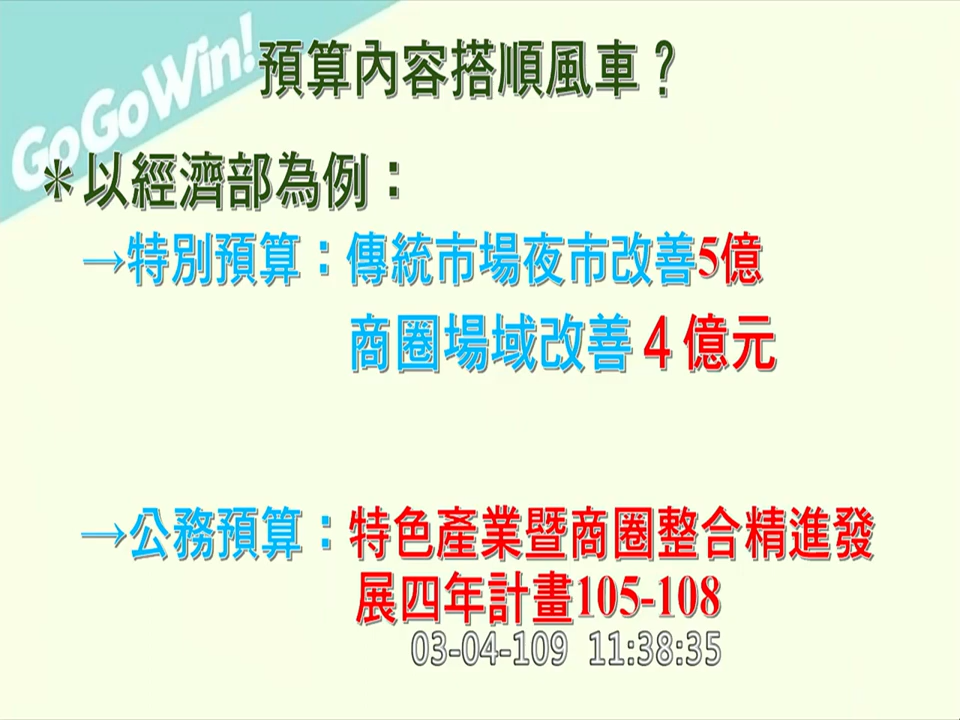 GoGoWin!
預算內容搭順風車？
＊以經濟部為例：
→特別預算：傳統市場夜市改善5億
商圈場域改善４億元
→公務預算：特色產業暨商圈整合精進發
展四年計畫105-108
03-04-109 11:38:35